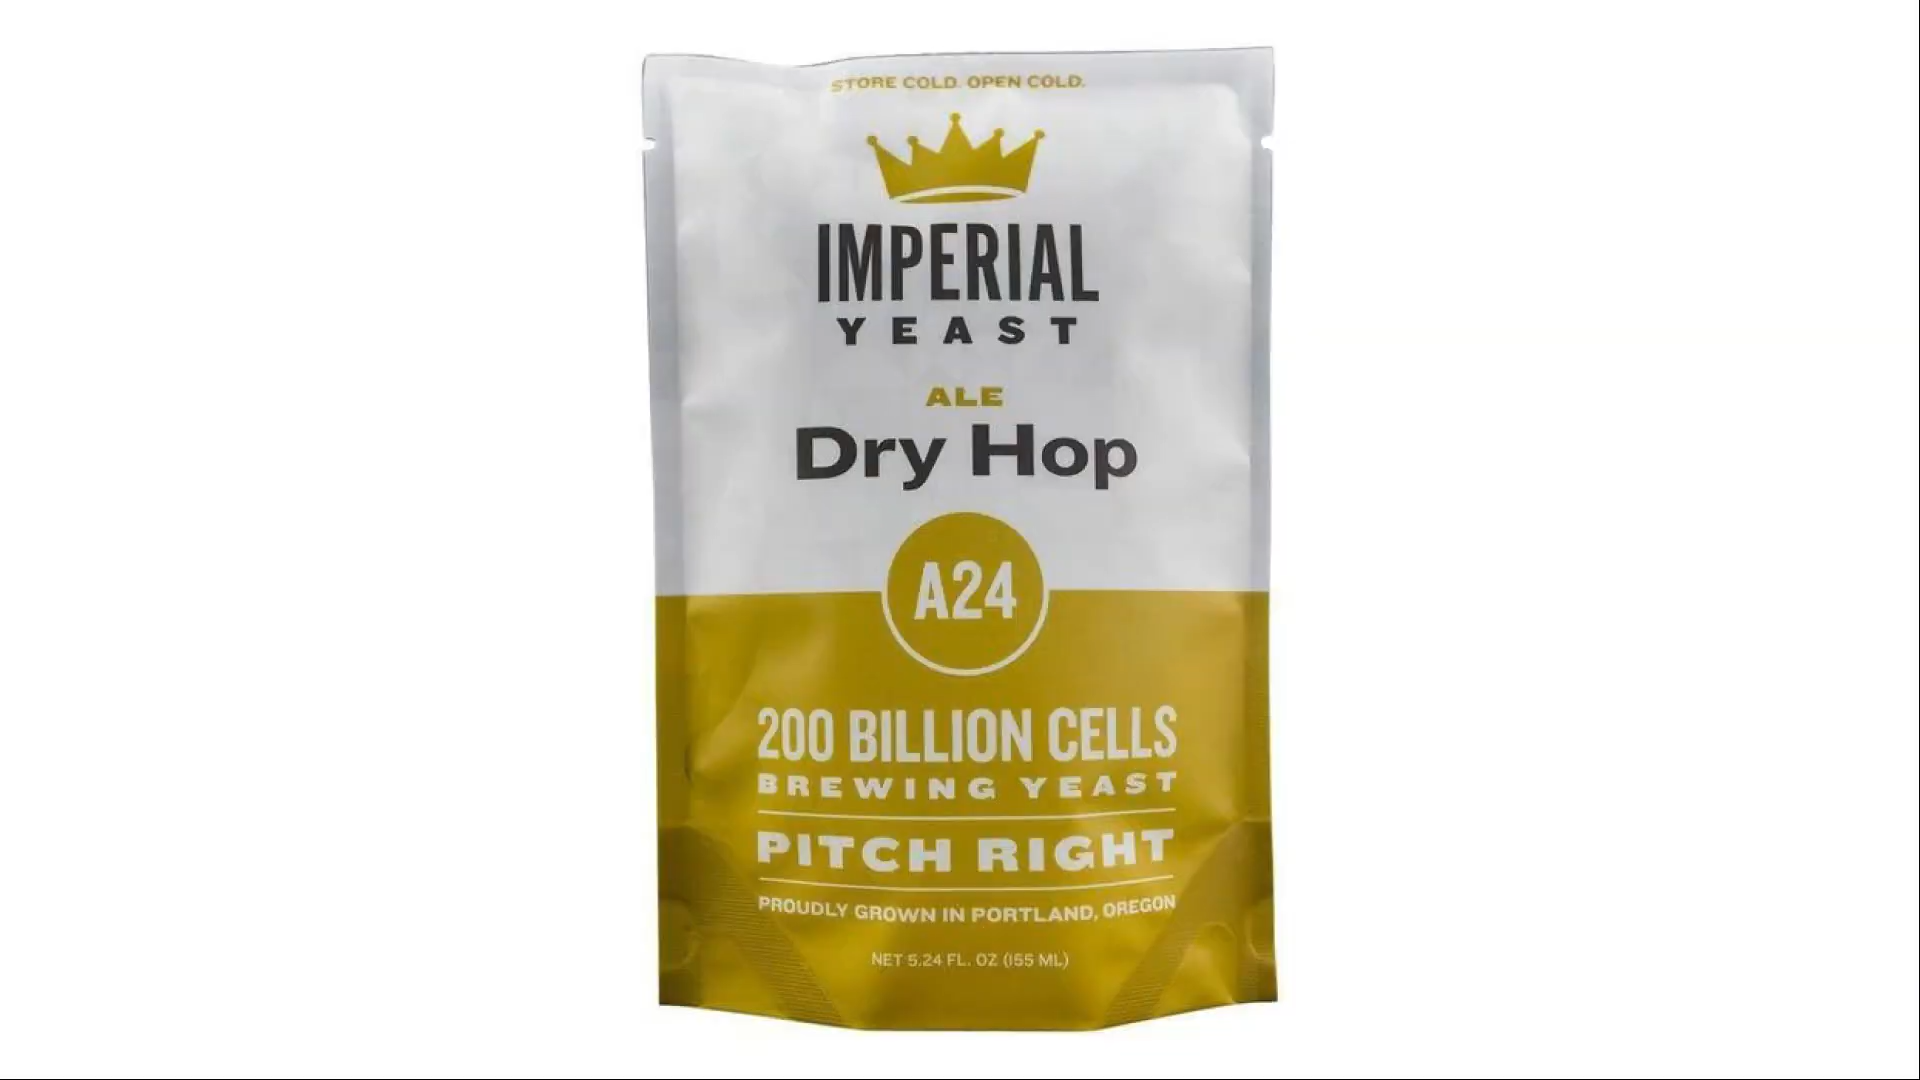 STORE COLD. OPEN COLD.
IMPERIAL
YEAST
ALE
Dry Hop
A24
200 BILLION CELLS
BREWING YEAST
PITCH RIGHT
PROUDLY GROWN IN PORTLAND, OREGON
NET 5.24 FL. OZ (155 ML)